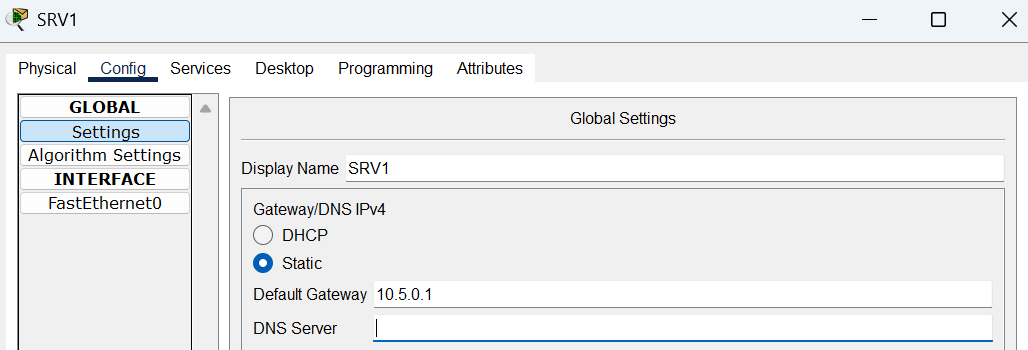 SRV1
Physical Config Services Desktop Programming Attributes
GLOBAL
Settings
Algorithm Settings
INTERFACE
FastEthernet0
Global Settings
Display Name SRV1
Gateway/DNS IPv4
DHCP
Static
Default Gateway 10.5.0.1
DNS Server